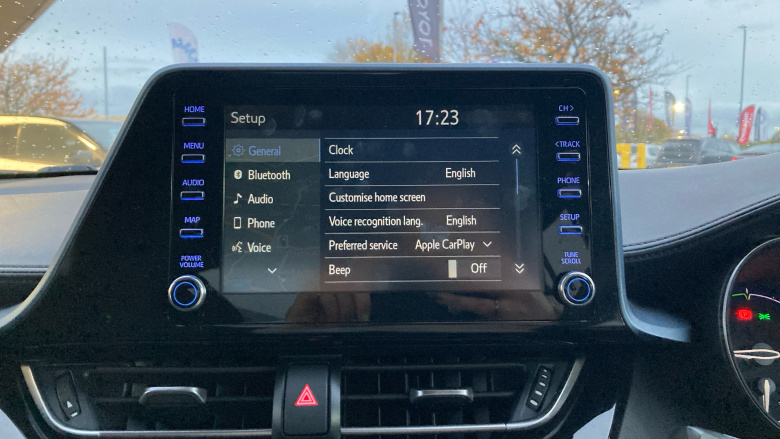 Setup 17:23
General
Bluetooth
Audio
Phone
Voice
Clock
Language English
Customise home screen
Voice recognition lang. English
Preferred service Apple CarPlay
Beep Off
HOME
MENU
AUDIO
MAP
POWER
VOLUME
CH >
< TRACK
PHONE
SETUP
TUNE
SCROLL
TOYOTA